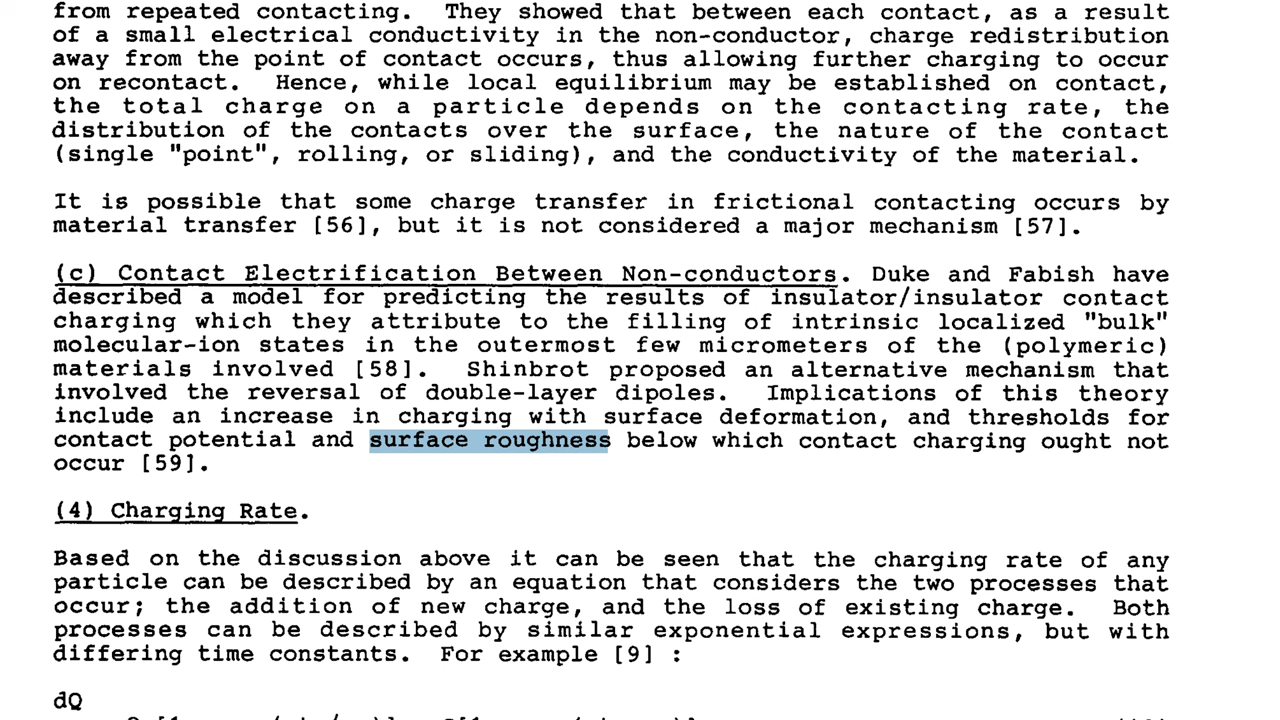 from repeated contacting. They showed that between each contact, as a result
of a small electrical conductivity in the non-conductor, charge redistribution
away from the point of contact occurs, thus allowing further charging to occur
on recontact. Hence, while local equilibrium may be established on contact,
the total charge on a particle depends on the contacting rate, the
distribution of the contacts over the surface, the nature of the contact
(single "point", rolling, or sliding), and the conductivity of the material.
It is possible that some charge transfer in frictional contacting occurs by
material transfer [56], but it is not considered a major mechanism [57].
(c) Contact Electrification Between Non-conductors. Duke and Fabish have
described a model for predicting the results of insulator/insulator contact
charging which they attribute to the filling of intrinsic localized "bulk"
molecular-ion states in the outermost few micrometers of the (polymeric)
materials involved [58]. Shinbrot proposed an alternative mechanism that
involved the reversal of double-layer dipoles. Implications of this theory
include an increase in charging with surface deformation, and thresholds for
contact potential and surface roughness below which contact charging ought not
occur [59].
(4) Charging Rate.
Based on the discussion above it can be seen that the charging rate of any
particle can be described by an equation that considers the two processes that
occur; the addition of new charge, and the loss of existing charge. Both
processes can be described by similar exponential expressions, but with
differing time constants. For example [9] :
dQ